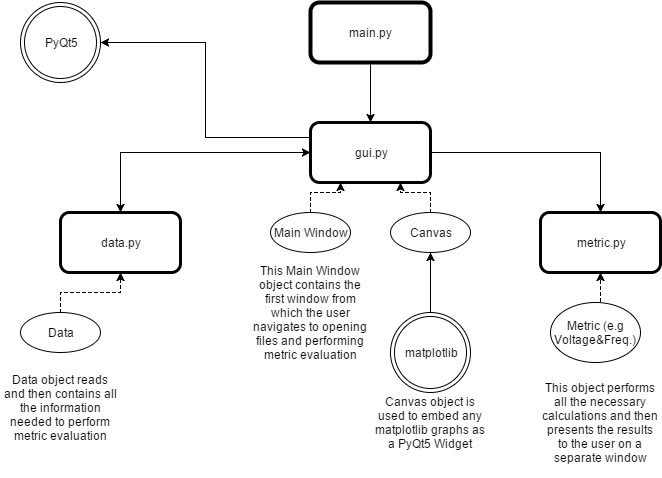 main.py
PyQt5
gui.py
data.py
Main Window
Canvas
metric.py
Data
This Main Window
object contains the
first window from
which the user
navigates to opening
files and performing
metric evaluation
matplotlib
Metric (e.g
Voltage&Freq.)
Data object reads
and then contains all
the information
needed to perform
metric evaluation
Canvas object is
used to embed any
matplotlib graphs as
a PyQt5 Widget
This object performs
all the necessary
calculations and then
presents the results
to the user on a
separate window